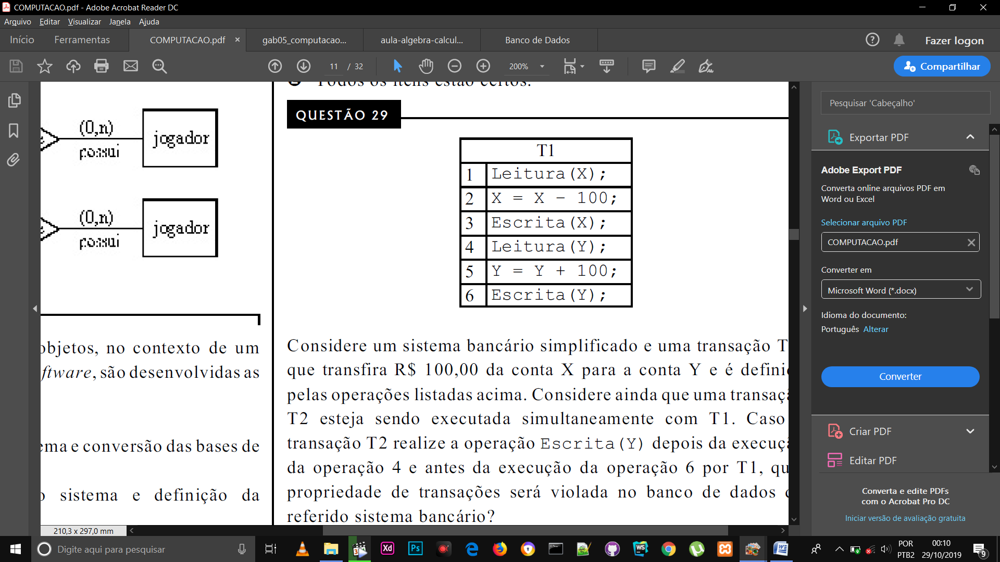 COMPUTACAO.pdf - Adobe Acrobat Reader DC
Arquivo Editar Visualizar Janela Ajuda
Início Ferramentas COMPUTACAO.pdf × gab05_computacao... aula-algebra-calcul... Banco de Dados Fazer logon
11 / 32 200% Compartilhar
Todos os itens estão certos.
QUESTÃO 29
(0,n)
possui
jogador
(0,n)
possui
jogador
T1
1 Leitura(X);
2 X = X - 100;
3 Escrita(X);
4 Leitura(Y);
5 Y = Y + 100;
6 Escrita(Y);
objetos, no contexto de um
ftware, são desenvolvidas as
ema e conversão das bases de
o sistema e definição da
Considere um sistema bancário simplificado e uma transação T
que transfira R$ 100,00 da conta X para a conta Y e é defini
pelas operações listadas acima. Considere ainda que uma transaçã
T2 esteja sendo executada simultaneamente com T1. Caso
transação T2 realize a operação Escrita(Y) depois da execuçã
da operação 4 e antes da execução da operação 6 por T1, qu
propriedade de transações será violada no banco de dados d
referido sistema bancário?
210,3 x 297,0 mm
Pesquisar 'Cabeçalho'
Exportar PDF
Adobe Export PDF
Converta online arquivos PDF em
Word ou Excel
Selecionar arquivo PDF
COMPUTACAO.pdf
Converter em
Microsoft Word (*.docx)
Idioma do documento:
Português Alterar
Converter
Criar PDF
Editar PDF
Converta e edite PDFs
com o Acrobat Pro DC
Iniciar versão de avaliação gratuita
Digite aqui para pesquisar
Xd Ps WS
POR
PTB2
00:10
29/10/2019
9